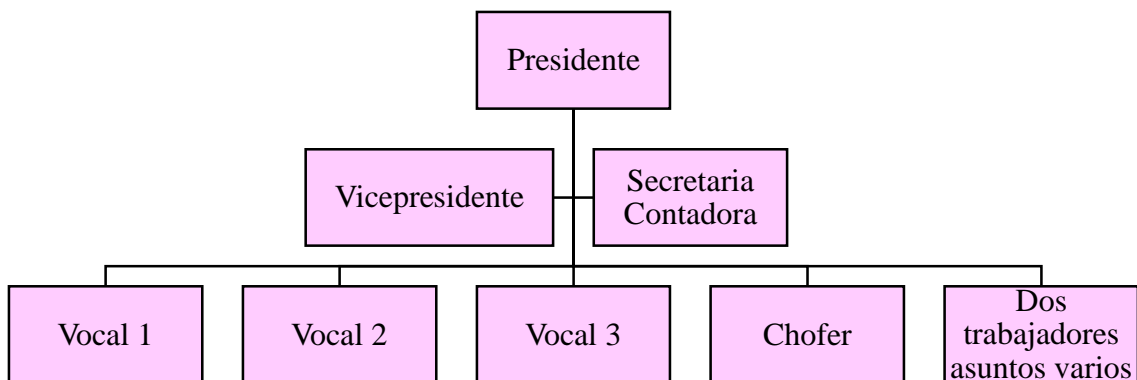 Presidente
Vicepresidente
Secretaria
Contadora
Vocal 1
Vocal 2
Vocal 3
Chofer
Dos
trabajadores
asuntos varios